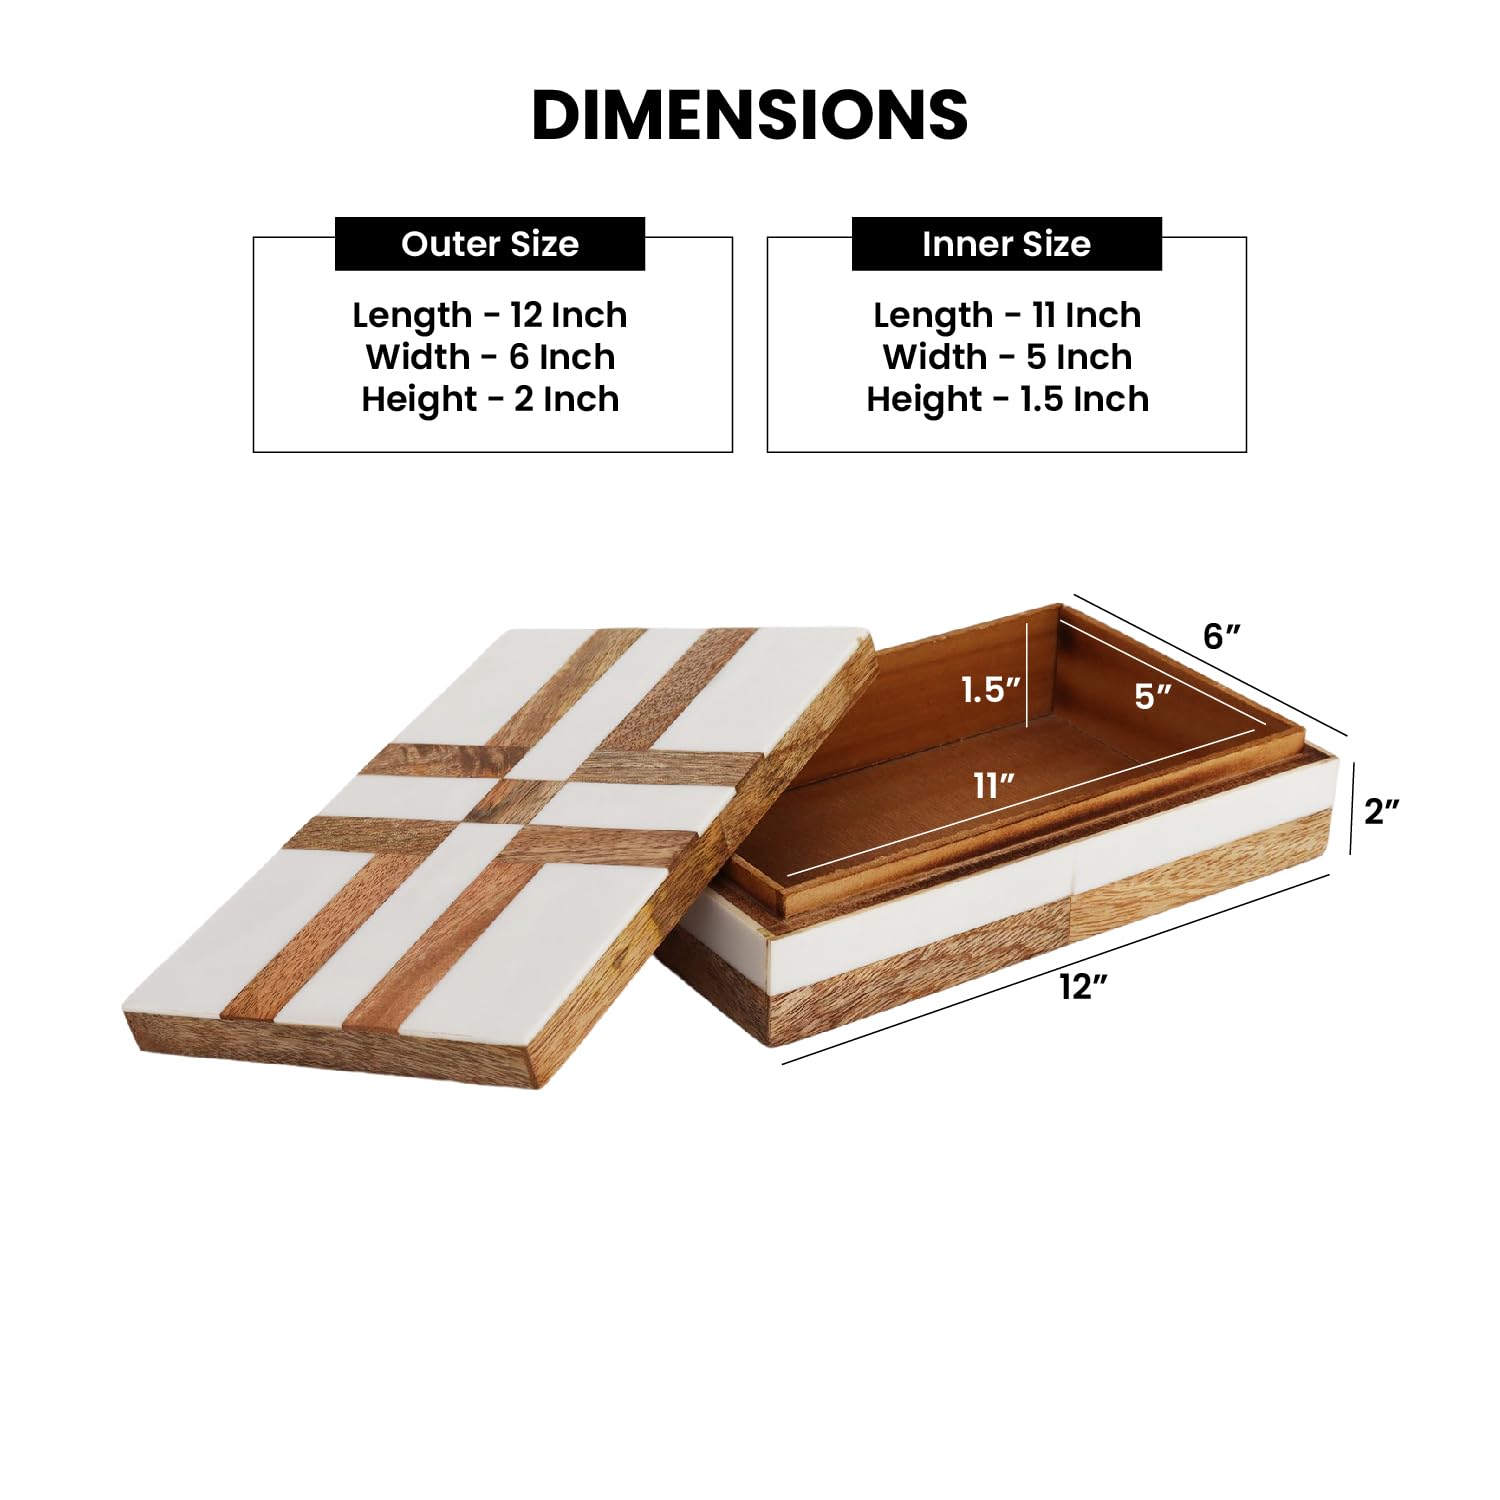 DIMENSIONS
Outer Size
Length - 12 Inch
Width - 6 Inch
Height - 2 Inch
Inner Size
Length - 11 Inch
Width - 5 Inch
Height - 1.5 Inch
6”
1.5”
5”
11”
2”
12”